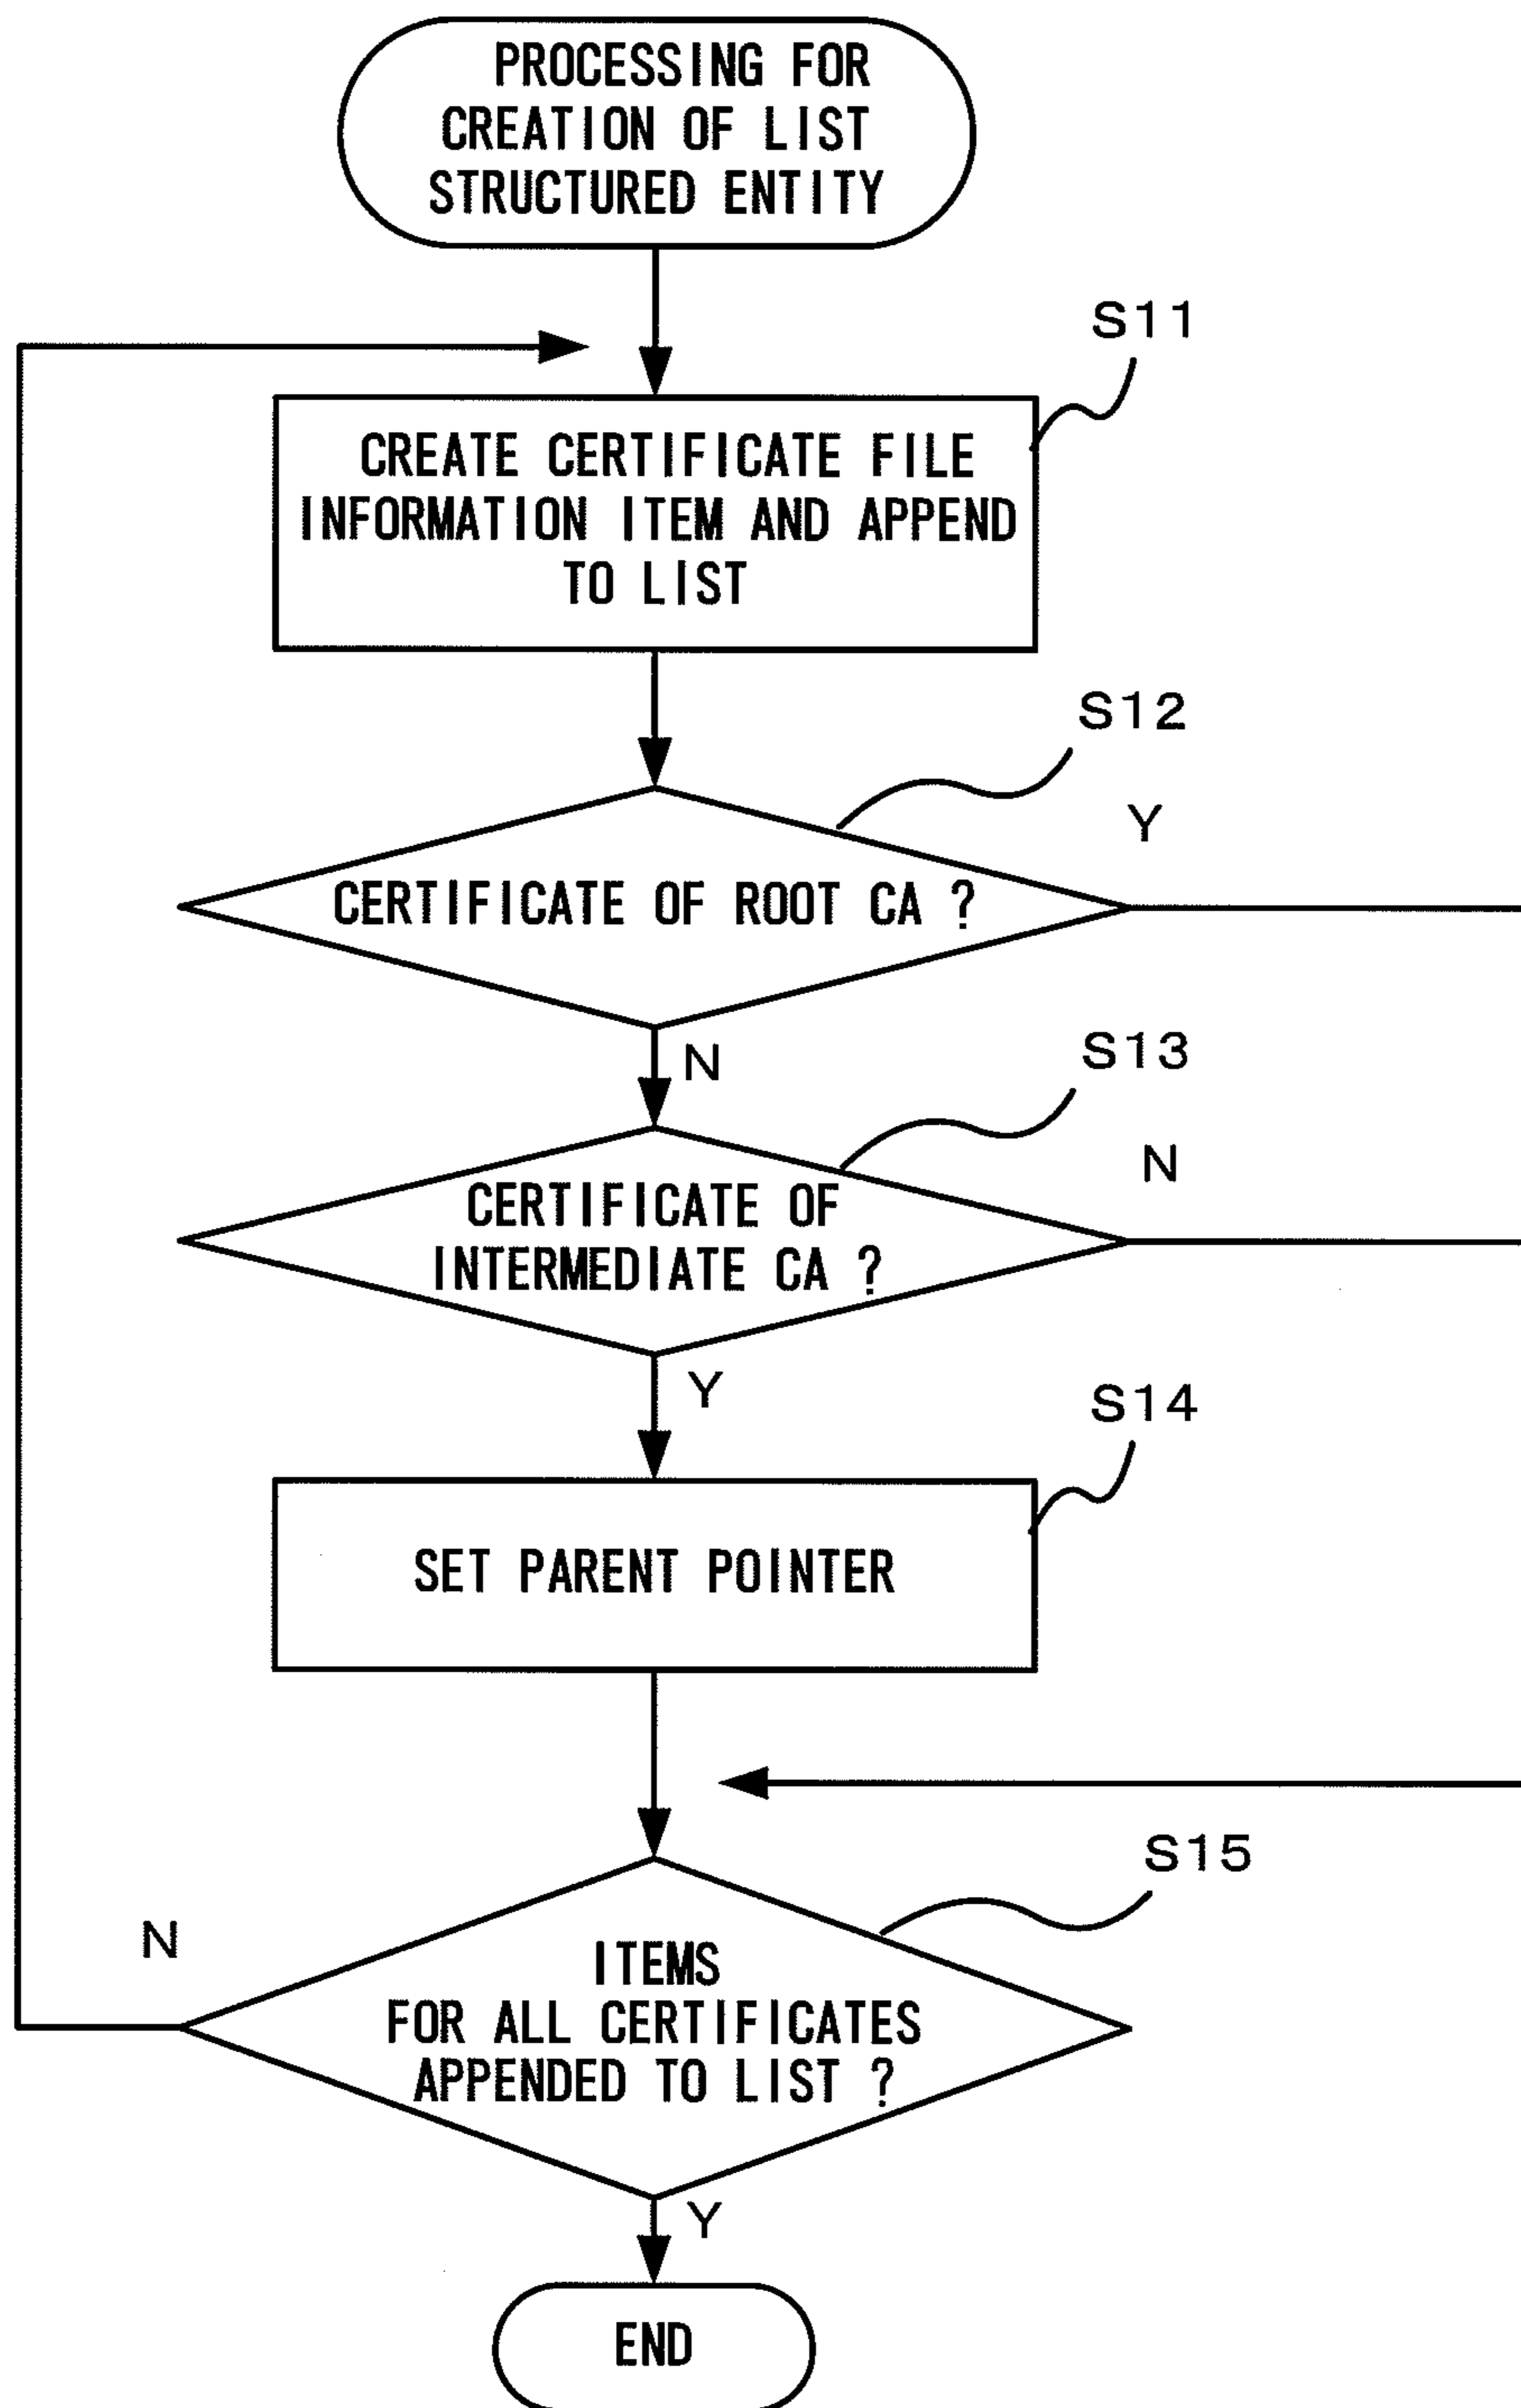 PROCESSING FOR
CREATION OF LIST
STRUCTURED ENTITY
S11
CREATE CERTIFICATE FILE
INFORMATION ITEM AND APPEND
TO LIST
S12
Y
CERTIFICATE OF ROOT CA ?
N
S13
N
CERTIFICATE OF
INTERMEDIATE CA ?
Y
S14
SET PARENT POINTER
S15
N
ITEMS
FOR ALL CERTIFICATES
APPENDED TO LIST ?
Y
END